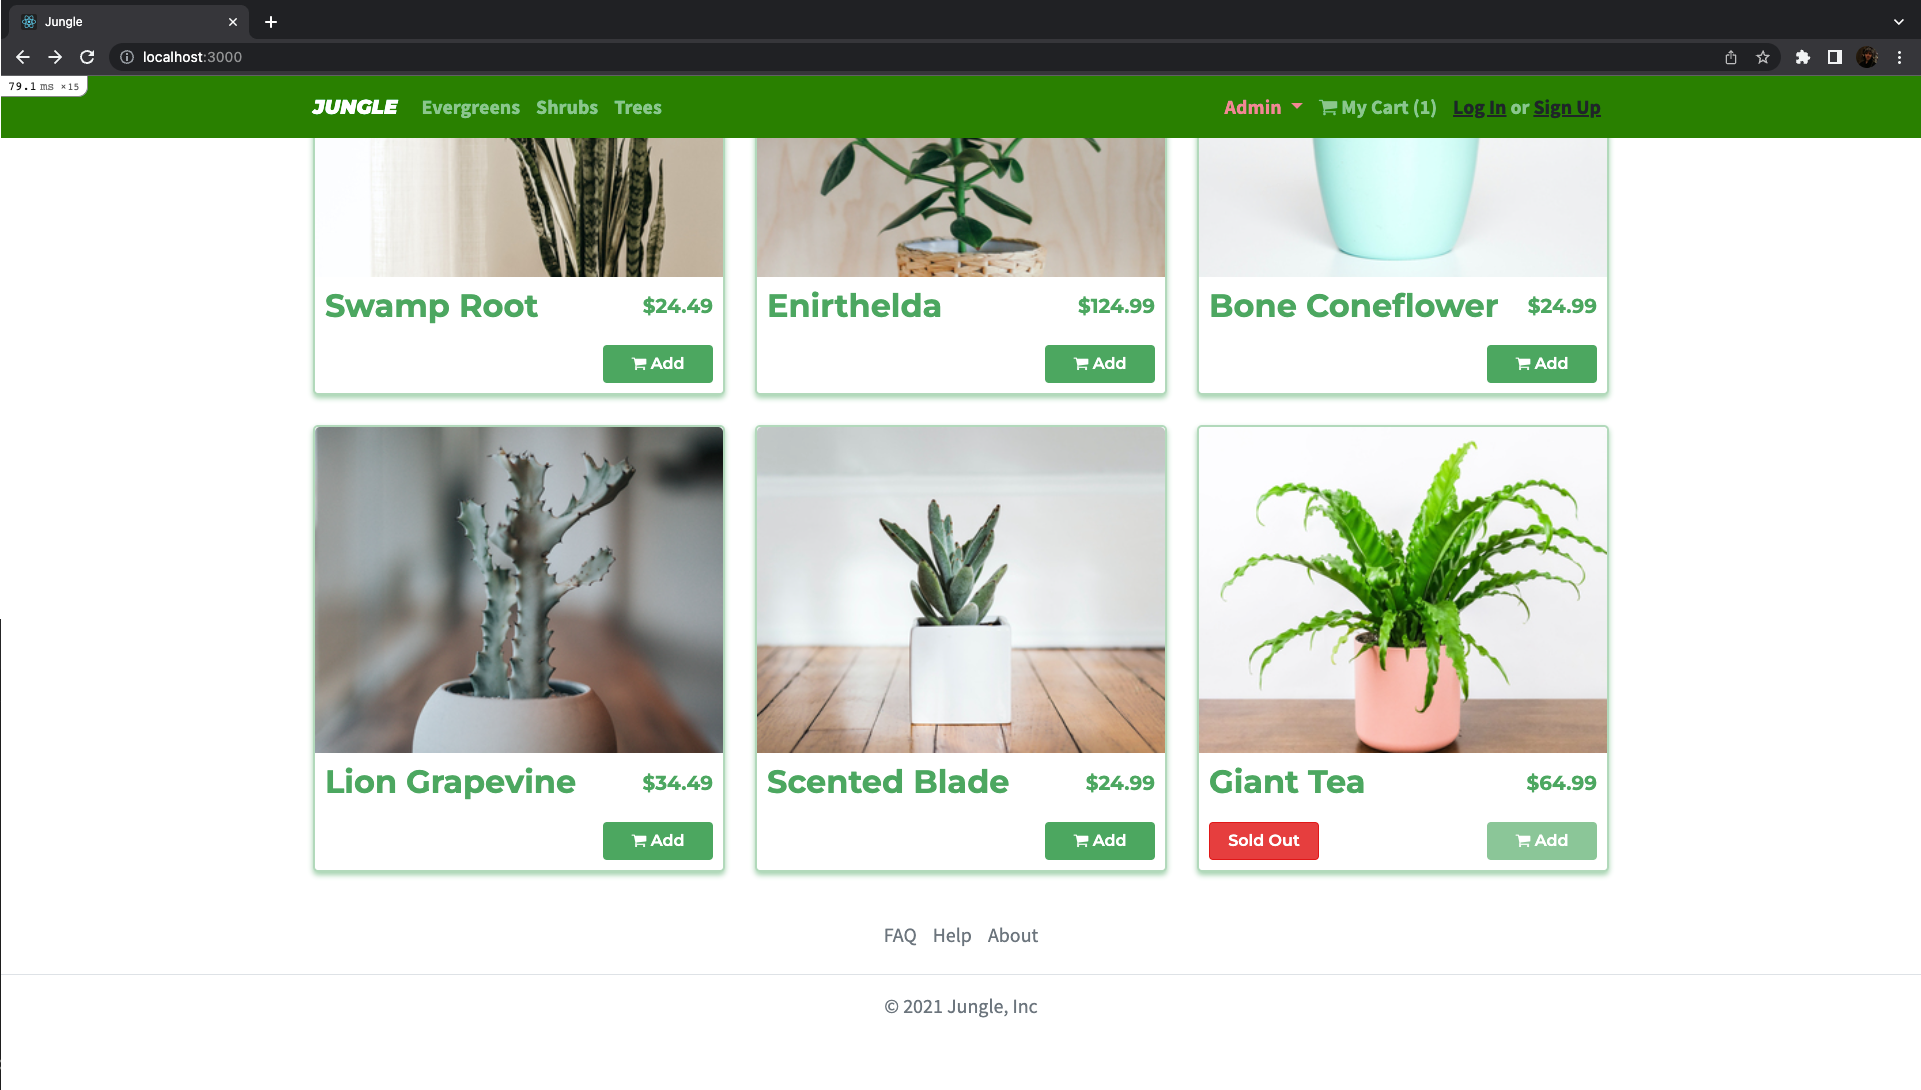 Jungle
localhost:3000
79.1 ms ×15
JUNGLE Evergreens Shrubs Trees Admin My Cart (1) Log In or Sign Up
Swamp Root $24.49 Enirthelda $124.99 Bone Coneflower $24.99
Add Add Add
Lion Grapevine $34.49 Scented Blade $24.99 Giant Tea $64.99
Add Add Sold Out Add
FAQ Help About
© 2021 Jungle, Inc